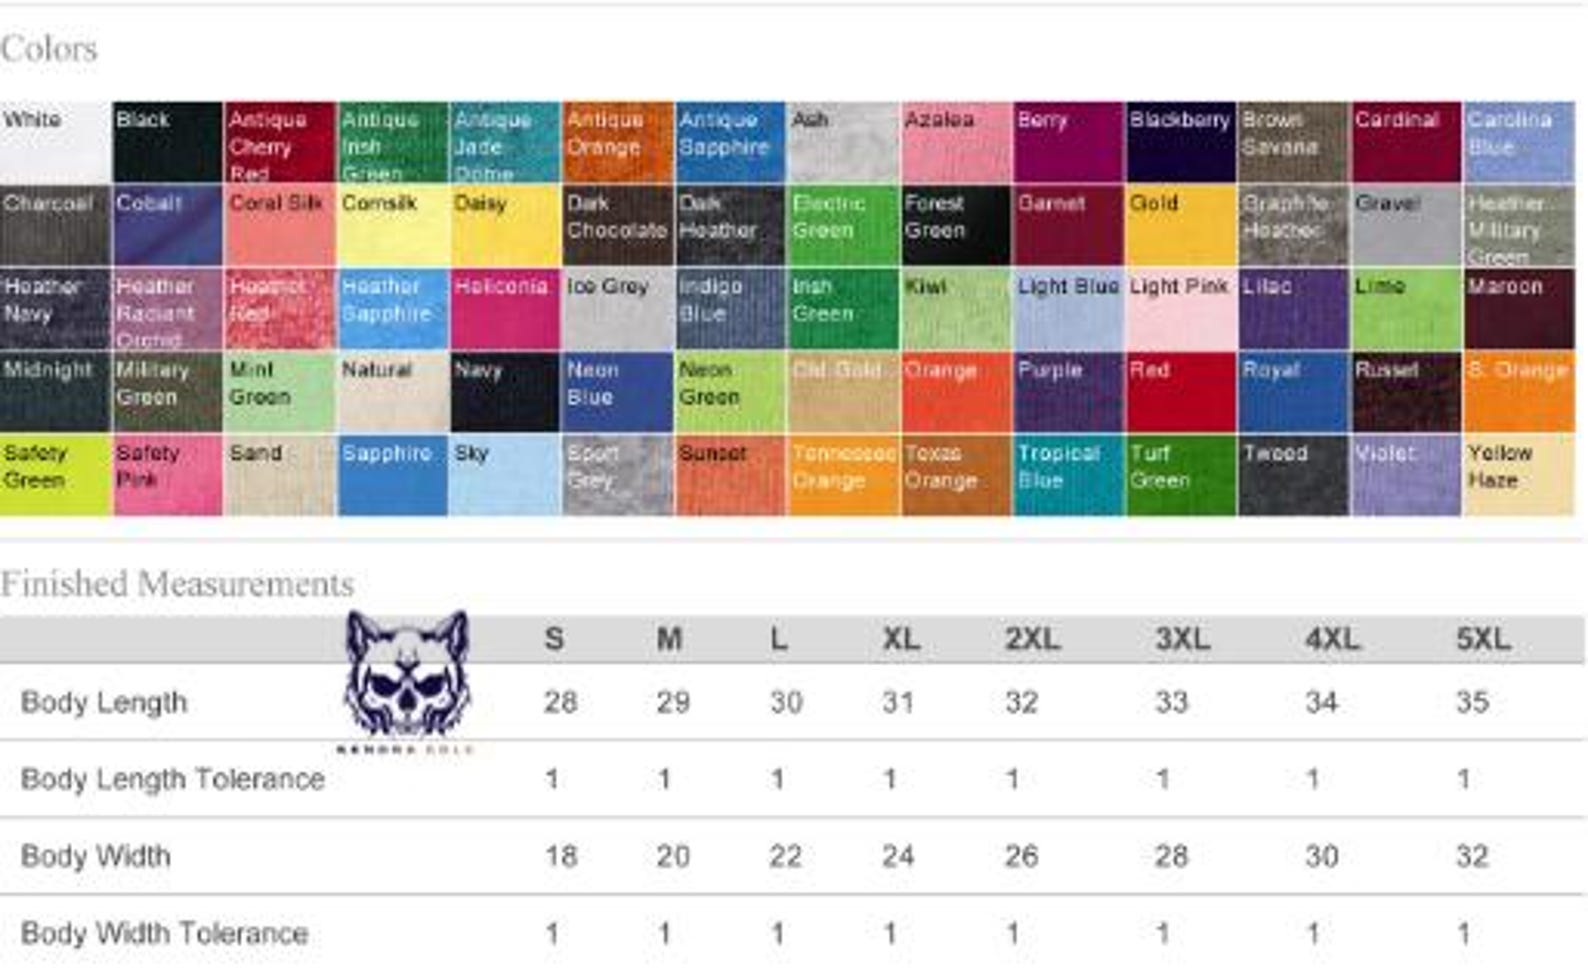 Colors
White Black Antique Antique Antique Antique Antique Ash Azalea Berry Blackberry Brown Cardinal Carolina
Cherry Irish Jade Orange Sapphire Savana Blue
Red Green Dome
Charcoal Cobalt Coral Silk Cornsilk Daisy Dark Dark Electric Forest Garnet Gold Graphite Gravel Heather
Chocolate Heather Green Green Heather Military
Green
Heather Heather Heather Heather Heliconia Ice Grey Indigo Irish Kiwi Light Blue Light Pink Lilac Lime Maroon
Navy Radiant Red Sapphire Blue Green
Orchid
Midnight Military Mint Natural Navy Neon Neon Old Gold Orange Purple Red Royal Russet S. Orange
Green Green Blue Green
Safety Safety Sand Sapphire Sky Sport Sunset Tennessee Texas Tropical Turf Tweed Violet Yellow
Green Pink Grey Orange Orange Blue Green Haze
Finished Measurements
S M L XL 2XL 3XL 4XL 5XL
Body Length 28 29 30 31 32 33 34 35
Body Length Tolerance 1 1 1 1 1 1 1 1
Body Width 18 20 22 24 26 28 30 32
Body Width Tolerance 1 1 1 1 1 1 1 1